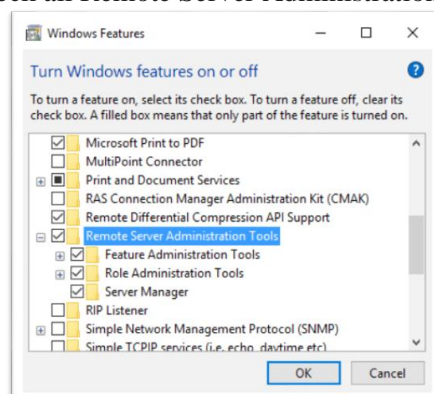 Remote Server Administration
Windows Features
Turn Windows features on or off
To turn a feature on, select its check box. To turn a feature off, clear its
check box. A filled box means that only part of the feature is turned on.
Microsoft Print to PDF
MultiPoint Connector
Print and Document Services
RAS Connection Manager Administration Kit (CMAK)
Remote Differential Compression API Support
Remote Server Administration Tools
Feature Administration Tools
Role Administration Tools
Server Manager
RIP Listener
Simple Network Management Protocol (SNMP)
Simple TCPIP services (i.e. echo, daytime etc)
OK
Cancel